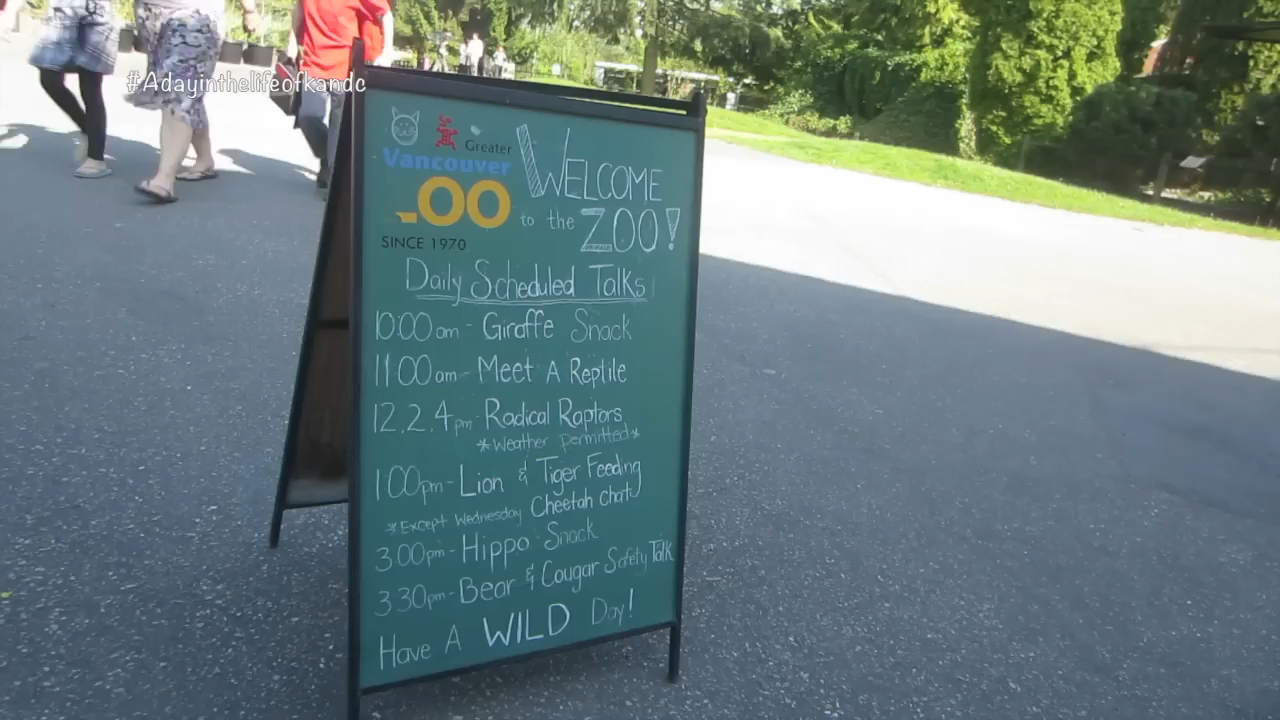 #Adayinthelifeofkandc
Greater
Vancouver
ZOO
SINCE 1970
WELCOME
to the ZOO!
Daily Scheduled Talks
10:00am - Giraffe Snack
11:00am - Meet A Reptile
12,2,4pm - Radical Raptors
*Weather permitted*
1:00pm - Lion & Tiger Feeding
*Except Wednesday Cheetah chat
3:00pm - Hippo Snack
3:30pm - Bear & Cougar Safety Talk
Have A WILD Day!